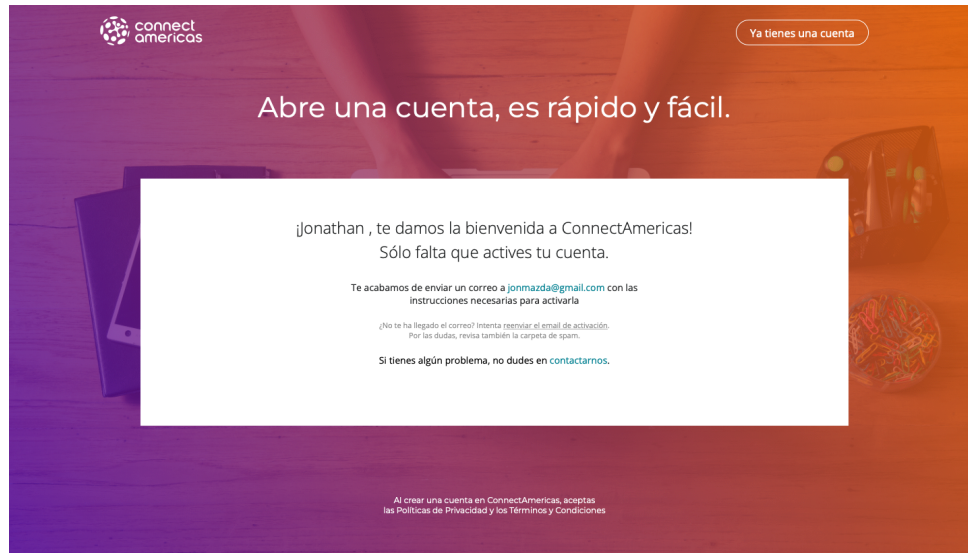 connect
americas
Ya tienes una cuenta
Abre una cuenta, es rápido y fácil.
¡Jonathan , te damos la bienvenida a ConnectAmericas!
Sólo falta que actives tu cuenta.
Te acabamos de enviar un correo a jonmazda@gmail.com con las
instrucciones necesarias para activarla
¿No te ha llegado el correo? Intenta reenviar el email de activación.
Por las dudas, revisa también la carpeta de spam.
Si tienes algún problema, no dudes en contactarnos.
Al crear una cuenta en ConnectAmericas, aceptas
las Políticas de Privacidad y los Términos y Condiciones